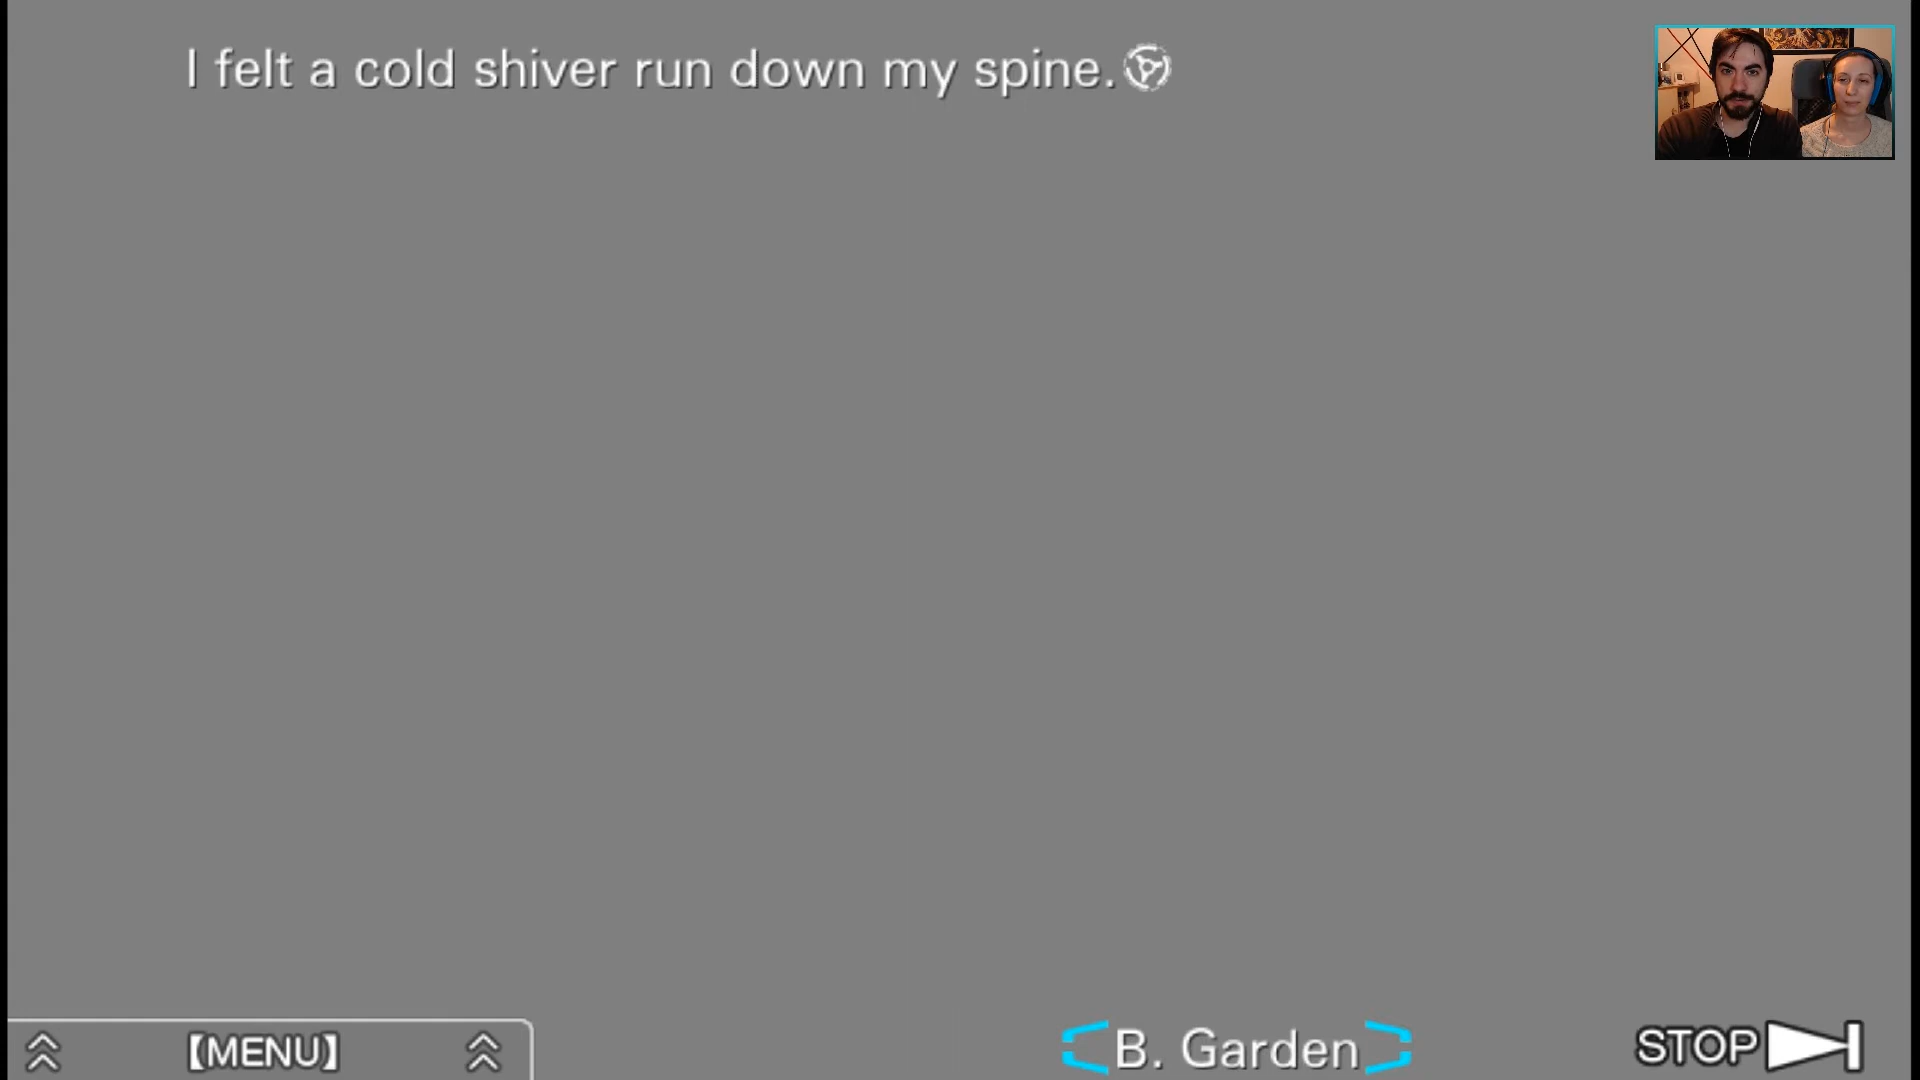 I felt a cold shiver run down my spine.
【MENU】
B. Garden
STOP